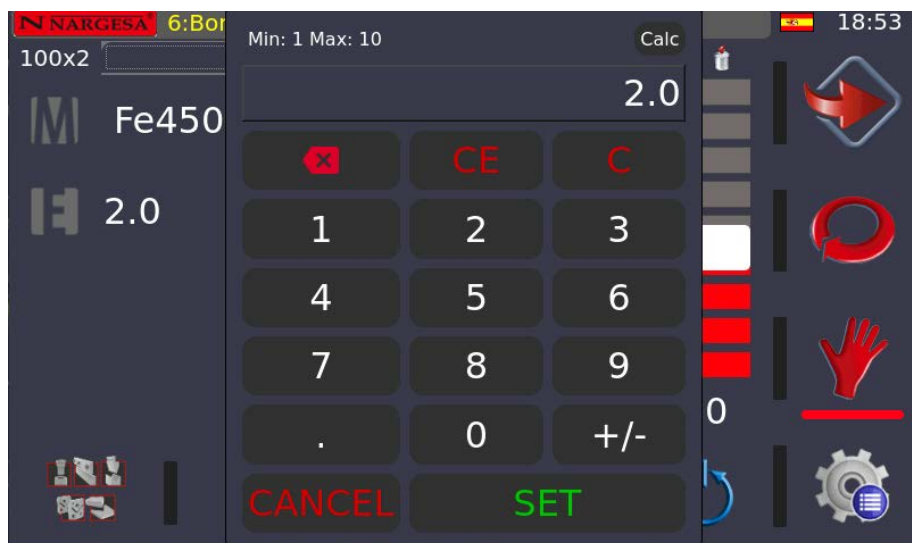 N NARGESA 6:Bor 18:53
Min: 1 Max: 10 Calc
100x2
2.0
Fe450
CE C
2.0
1 2 3
4 5 6
7 8 9
0
. 0 +/-
CANCEL SET